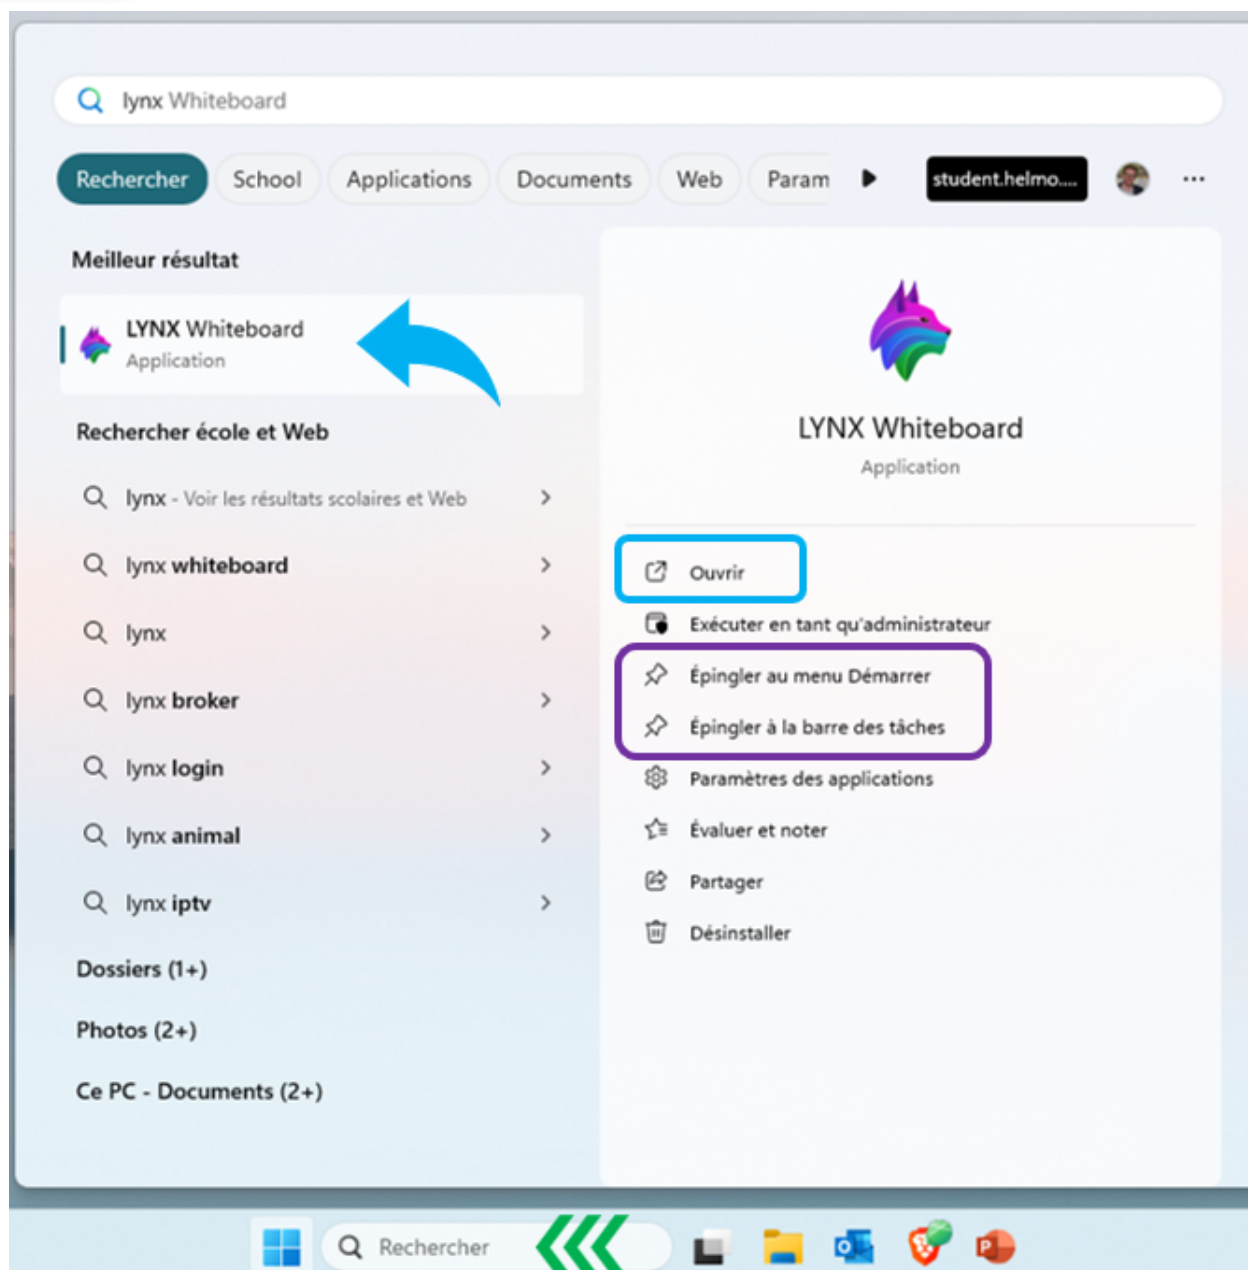 lynx Whiteboard
Rechercher School Applications Documents Web Param student.helmo....
Meilleur résultat
LYNX Whiteboard
Application
Rechercher école et Web
lynx - Voir les résultats scolaires et Web
lynx whiteboard
lynx
lynx broker
lynx login
lynx animal
lynx iptv
Dossiers (1+)
Photos (2+)
Ce PC - Documents (2+)
LYNX Whiteboard
Application
Ouvrir
Exécuter en tant qu'administrateur
Épingler au menu Démarrer
Épingler à la barre des tâches
Paramètres des applications
Évaluer et noter
Partager
Désinstaller
Rechercher